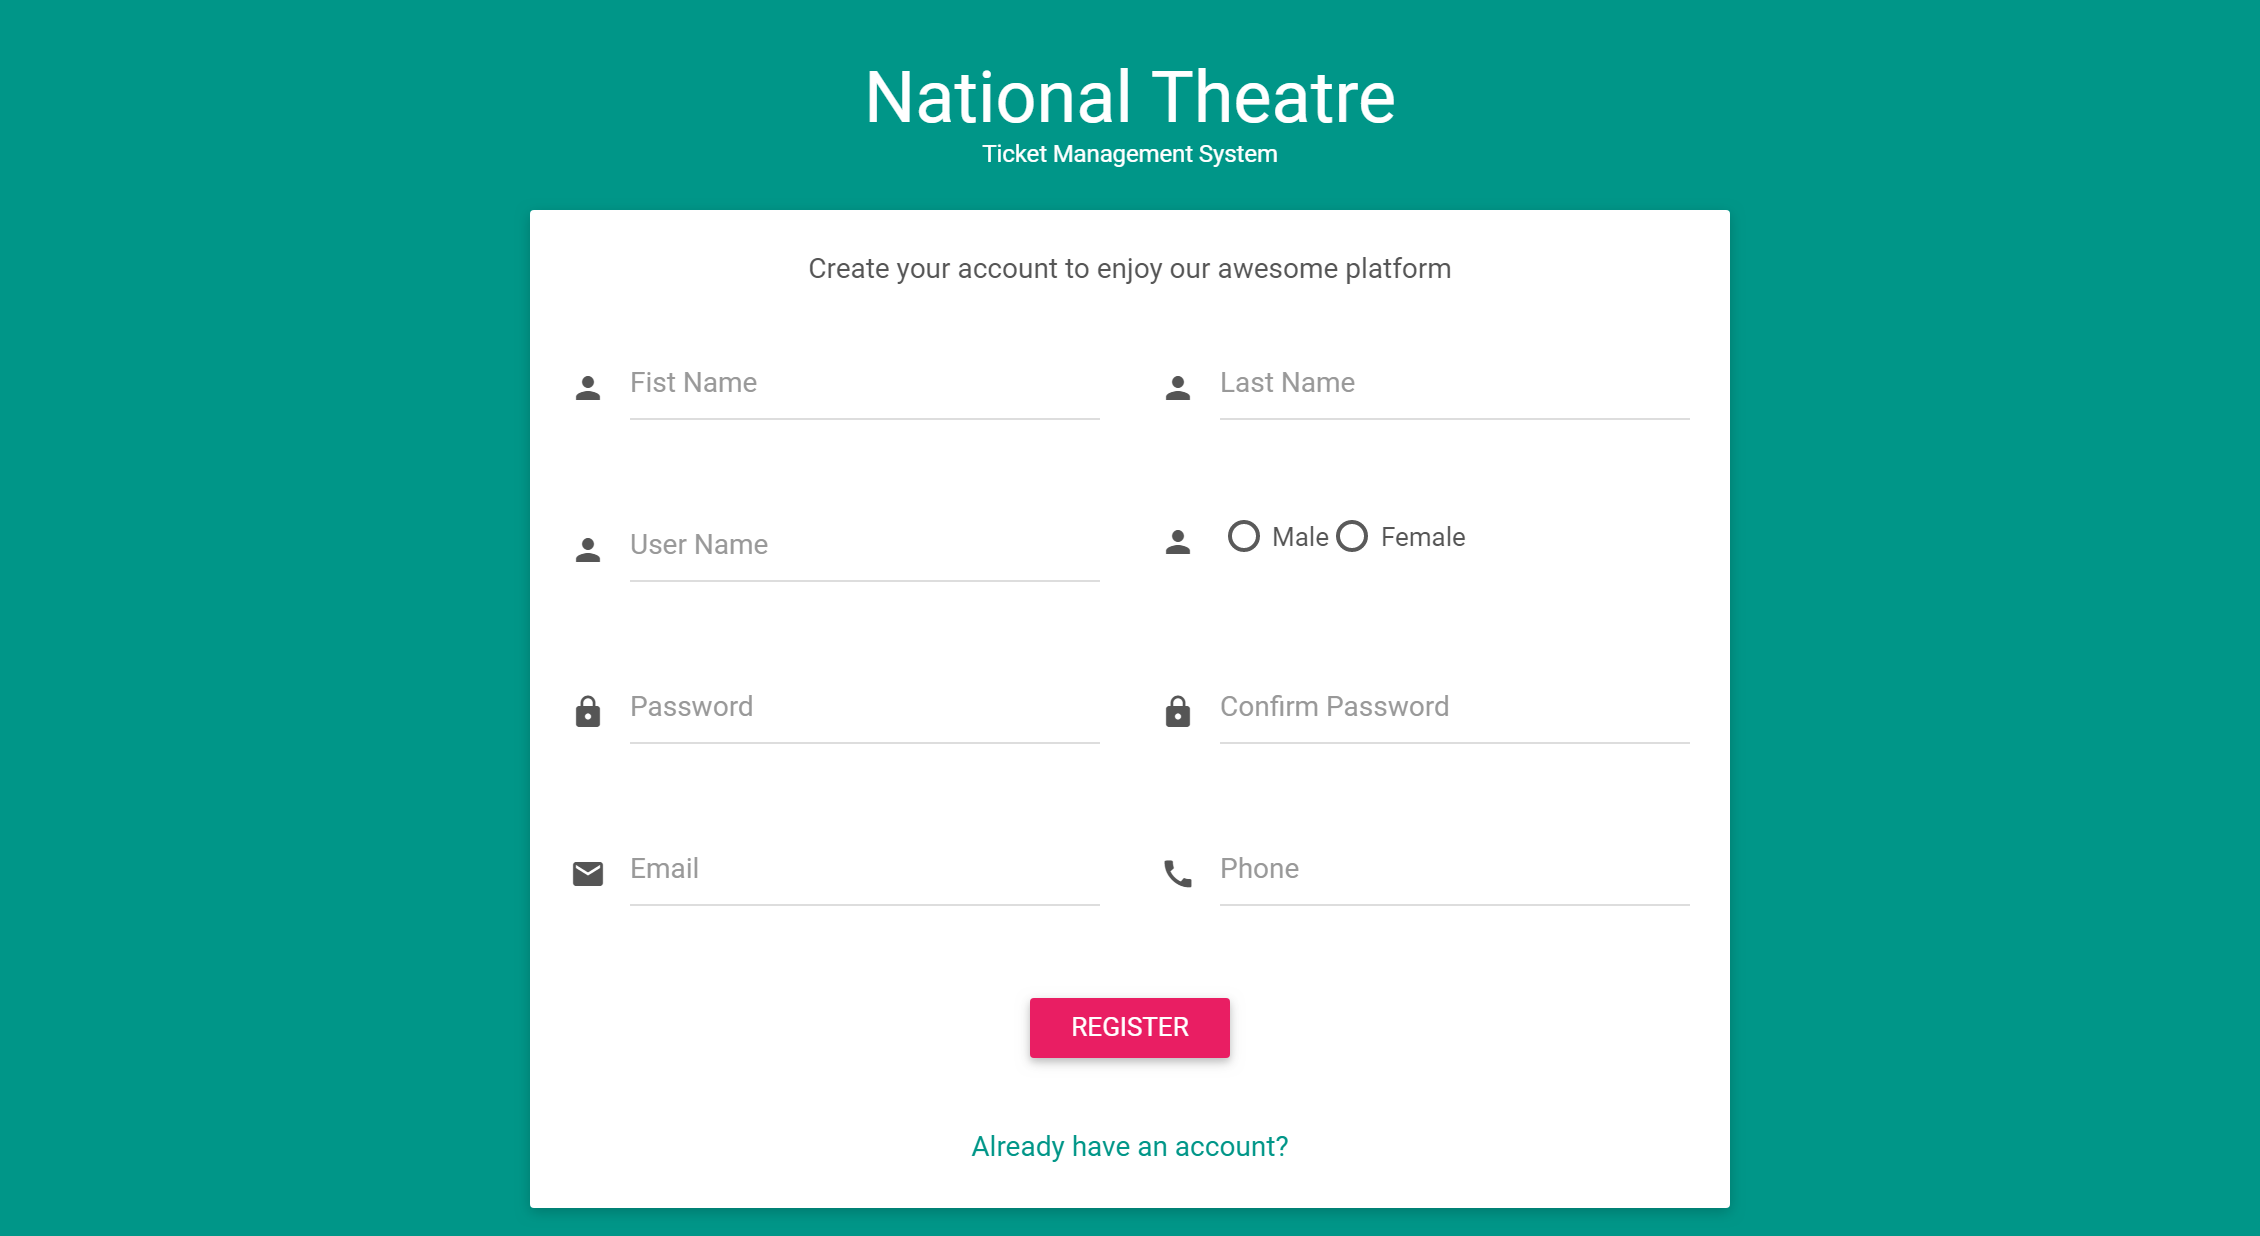 National Theatre
Ticket Management System
Create your account to enjoy our awesome platform
Fist Name
Last Name
User Name
Male Female
Password
Confirm Password
Email
Phone
REGISTER
Already have an account?